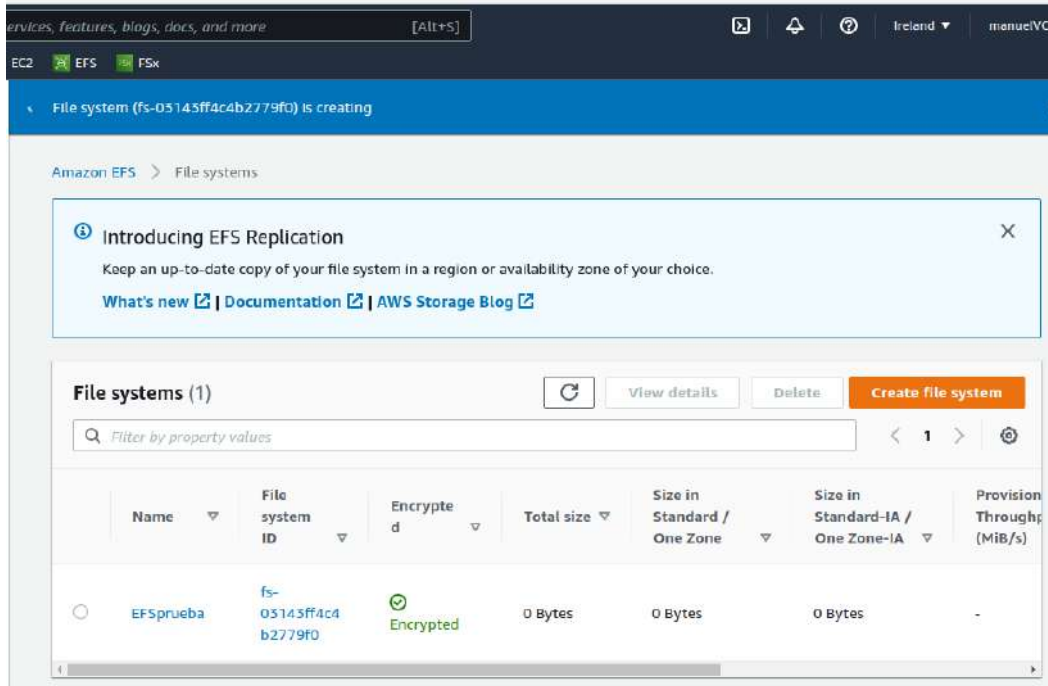 ervices, features, blogs, docs, and more [Alt+S] Ireland ▼ manuelVC
EC2 EFS FSx
File system (fs-03143ff4c4b2779f0) is creating
Amazon EFS > File systems
Introducing EFS Replication
Keep an up-to-date copy of your file system in a region or availability zone of your choice.
What's new | Documentation | AWS Storage Blog
File systems (1) View details Delete Create file system
Filter by property values < 1 >
Name
File
system
ID
Encrypte
d
Total size
Size in
Standard /
One Zone
Size in
Standard-IA /
One Zone-IA
Provision
Throughp
(MiB/s)
EFSprueba
fs-
03143ff4c4
b2779f0
Encrypted
0 Bytes
0 Bytes
0 Bytes
-